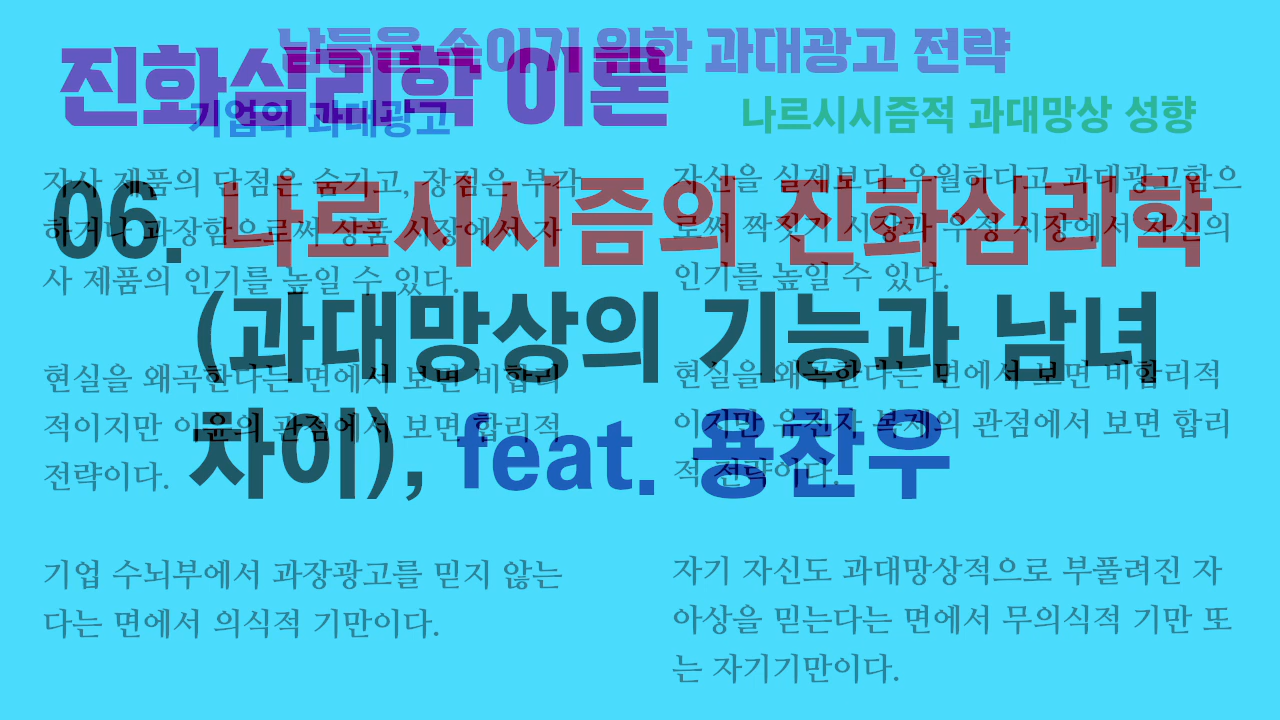 남들을 속이기 위한 과대광고 전략
진화심리학 이론
기업의 과대광고
나르시시즘적 과대망상 성향
자사 제품의 단점은 숨기고, 장점은 부각
하거나 과장함으로써 상품 시장에서 자
사 제품의 인기를 높일 수 있다.
자신을 실제보다 우월하다고 과대광고함으
로써 짝짓기 시장과 우정 시장에서 자신의
인기를 높일 수 있다.
06. 나르시시즘의 진화심리학
(과대망상의 기능과 남녀
차이), feat. 용찬우
현실을 왜곡한다는 면에서 보면 비합리
적이지만 이윤의 관점에서 보면 합리적
전략이다.
현실을 왜곡한다는 면에서 보면 비합리적
이지만 유전자 복제의 관점에서 보면 합리
적 전략이다.
기업 수뇌부에서 과장광고를 믿지 않는
다는 면에서 의식적 기만이다.
자기 자신도 과대망상적으로 부풀려진 자
아상을 믿는다는 면에서 무의식적 기만 또
는 자기기만이다.